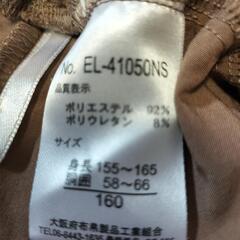 No. EL-41050NS
品質表示
ポリエステル 92%
ポリウレタン 8%
サイズ
身長 155~165
胴囲 58~66
160
大阪府布帛製品工業組合